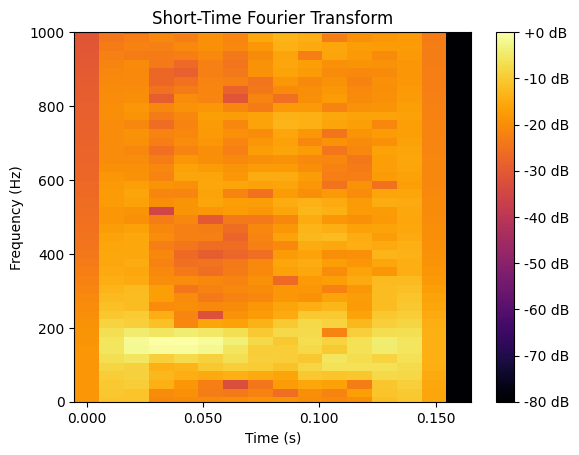 Short-Time Fourier Transform
1000
800
600
400
200
0
Frequency (Hz)
0.000
0.050
0.100
0.150
Time (s)
+0 dB
-10 dB
-20 dB
-30 dB
-40 dB
-50 dB
-60 dB
-70 dB
-80 dB